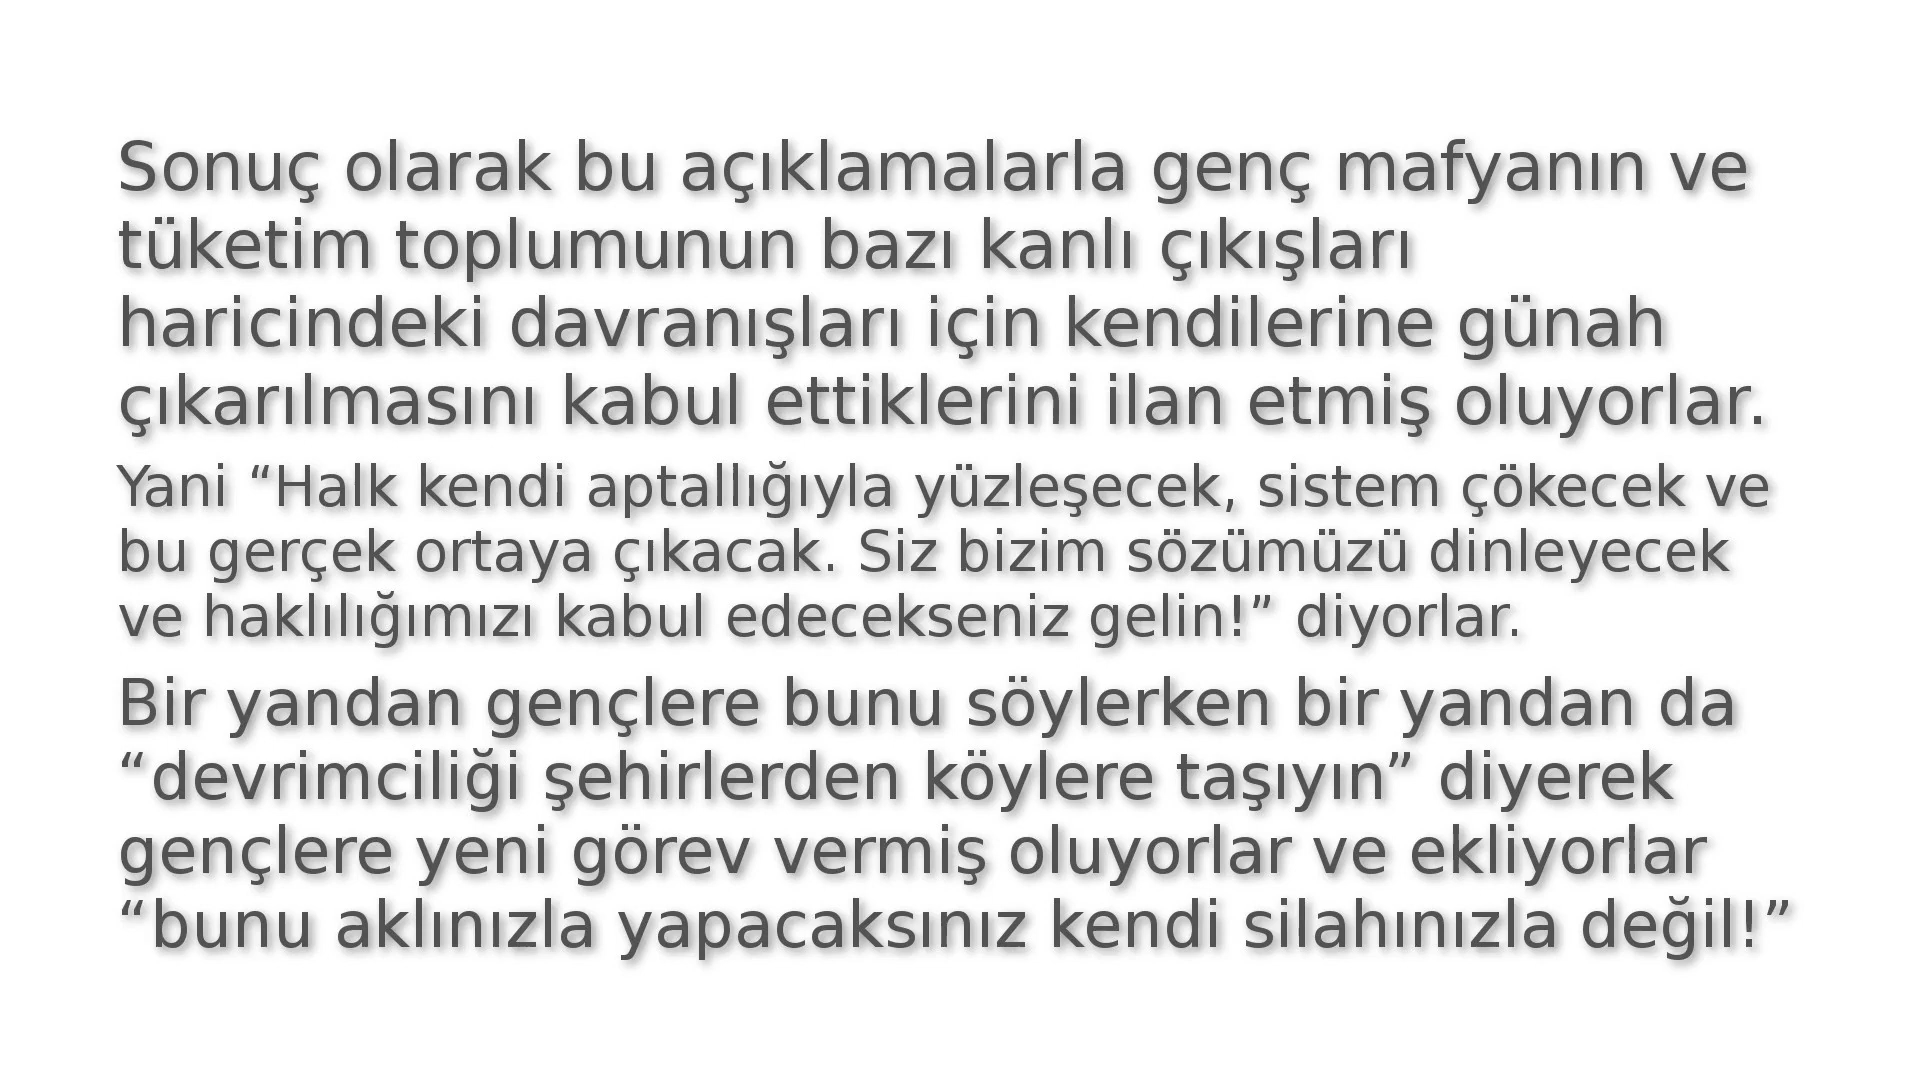 Sonuç olarak bu açıklamalarla genç mafyanın ve
tüketim toplumunun bazı kanlı çıkışları
haricindeki davranışları için kendilerine günah
çıkarılmasını kabul ettiklerini ilan etmiş oluyorlar.
Yani “Halk kendi aptallığıyla yüzleşecek, sistem çökecek ve
bu gerçek ortaya çıkacak. Siz bizim sözümüzü dinleyecek
ve haklılığımızı kabul edecekseniz gelin!” diyorlar.
Bir yandan gençlere bunu söylerken bir yandan da
“devrimciliği şehirlerden köylere taşıyın” diyerek
gençlere yeni görev vermiş oluyorlar ve ekliyorlar
“bunu aklınızla yapacaksınız kendi silahınızla değil!”